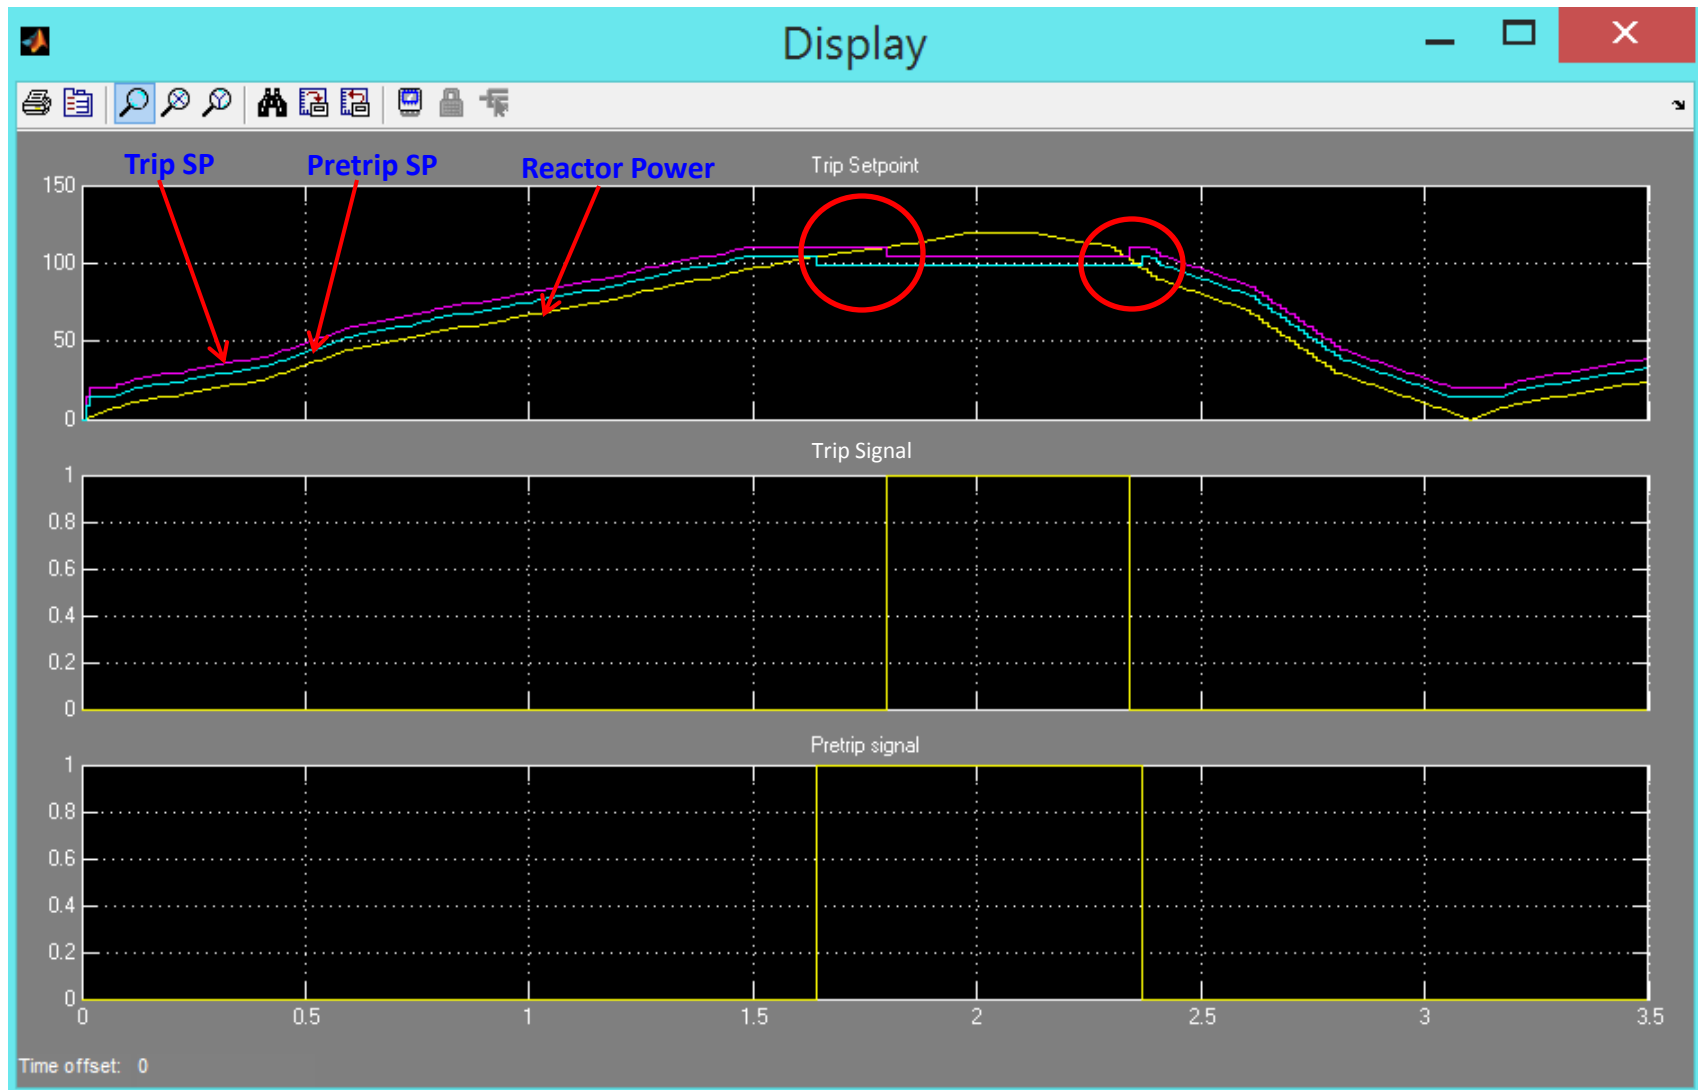 Display
Trip SP
Pretrip SP
Reactor Power
Trip Setpoint
150
100
50
0
Trip Signal
1
0.8
0.6
0.4
0.2
0
Pretrip signal
1
0.8
0.6
0.4
0.2
0
0 0.5 1 1.5 2 2.5 3 3.5
Time offset: 0